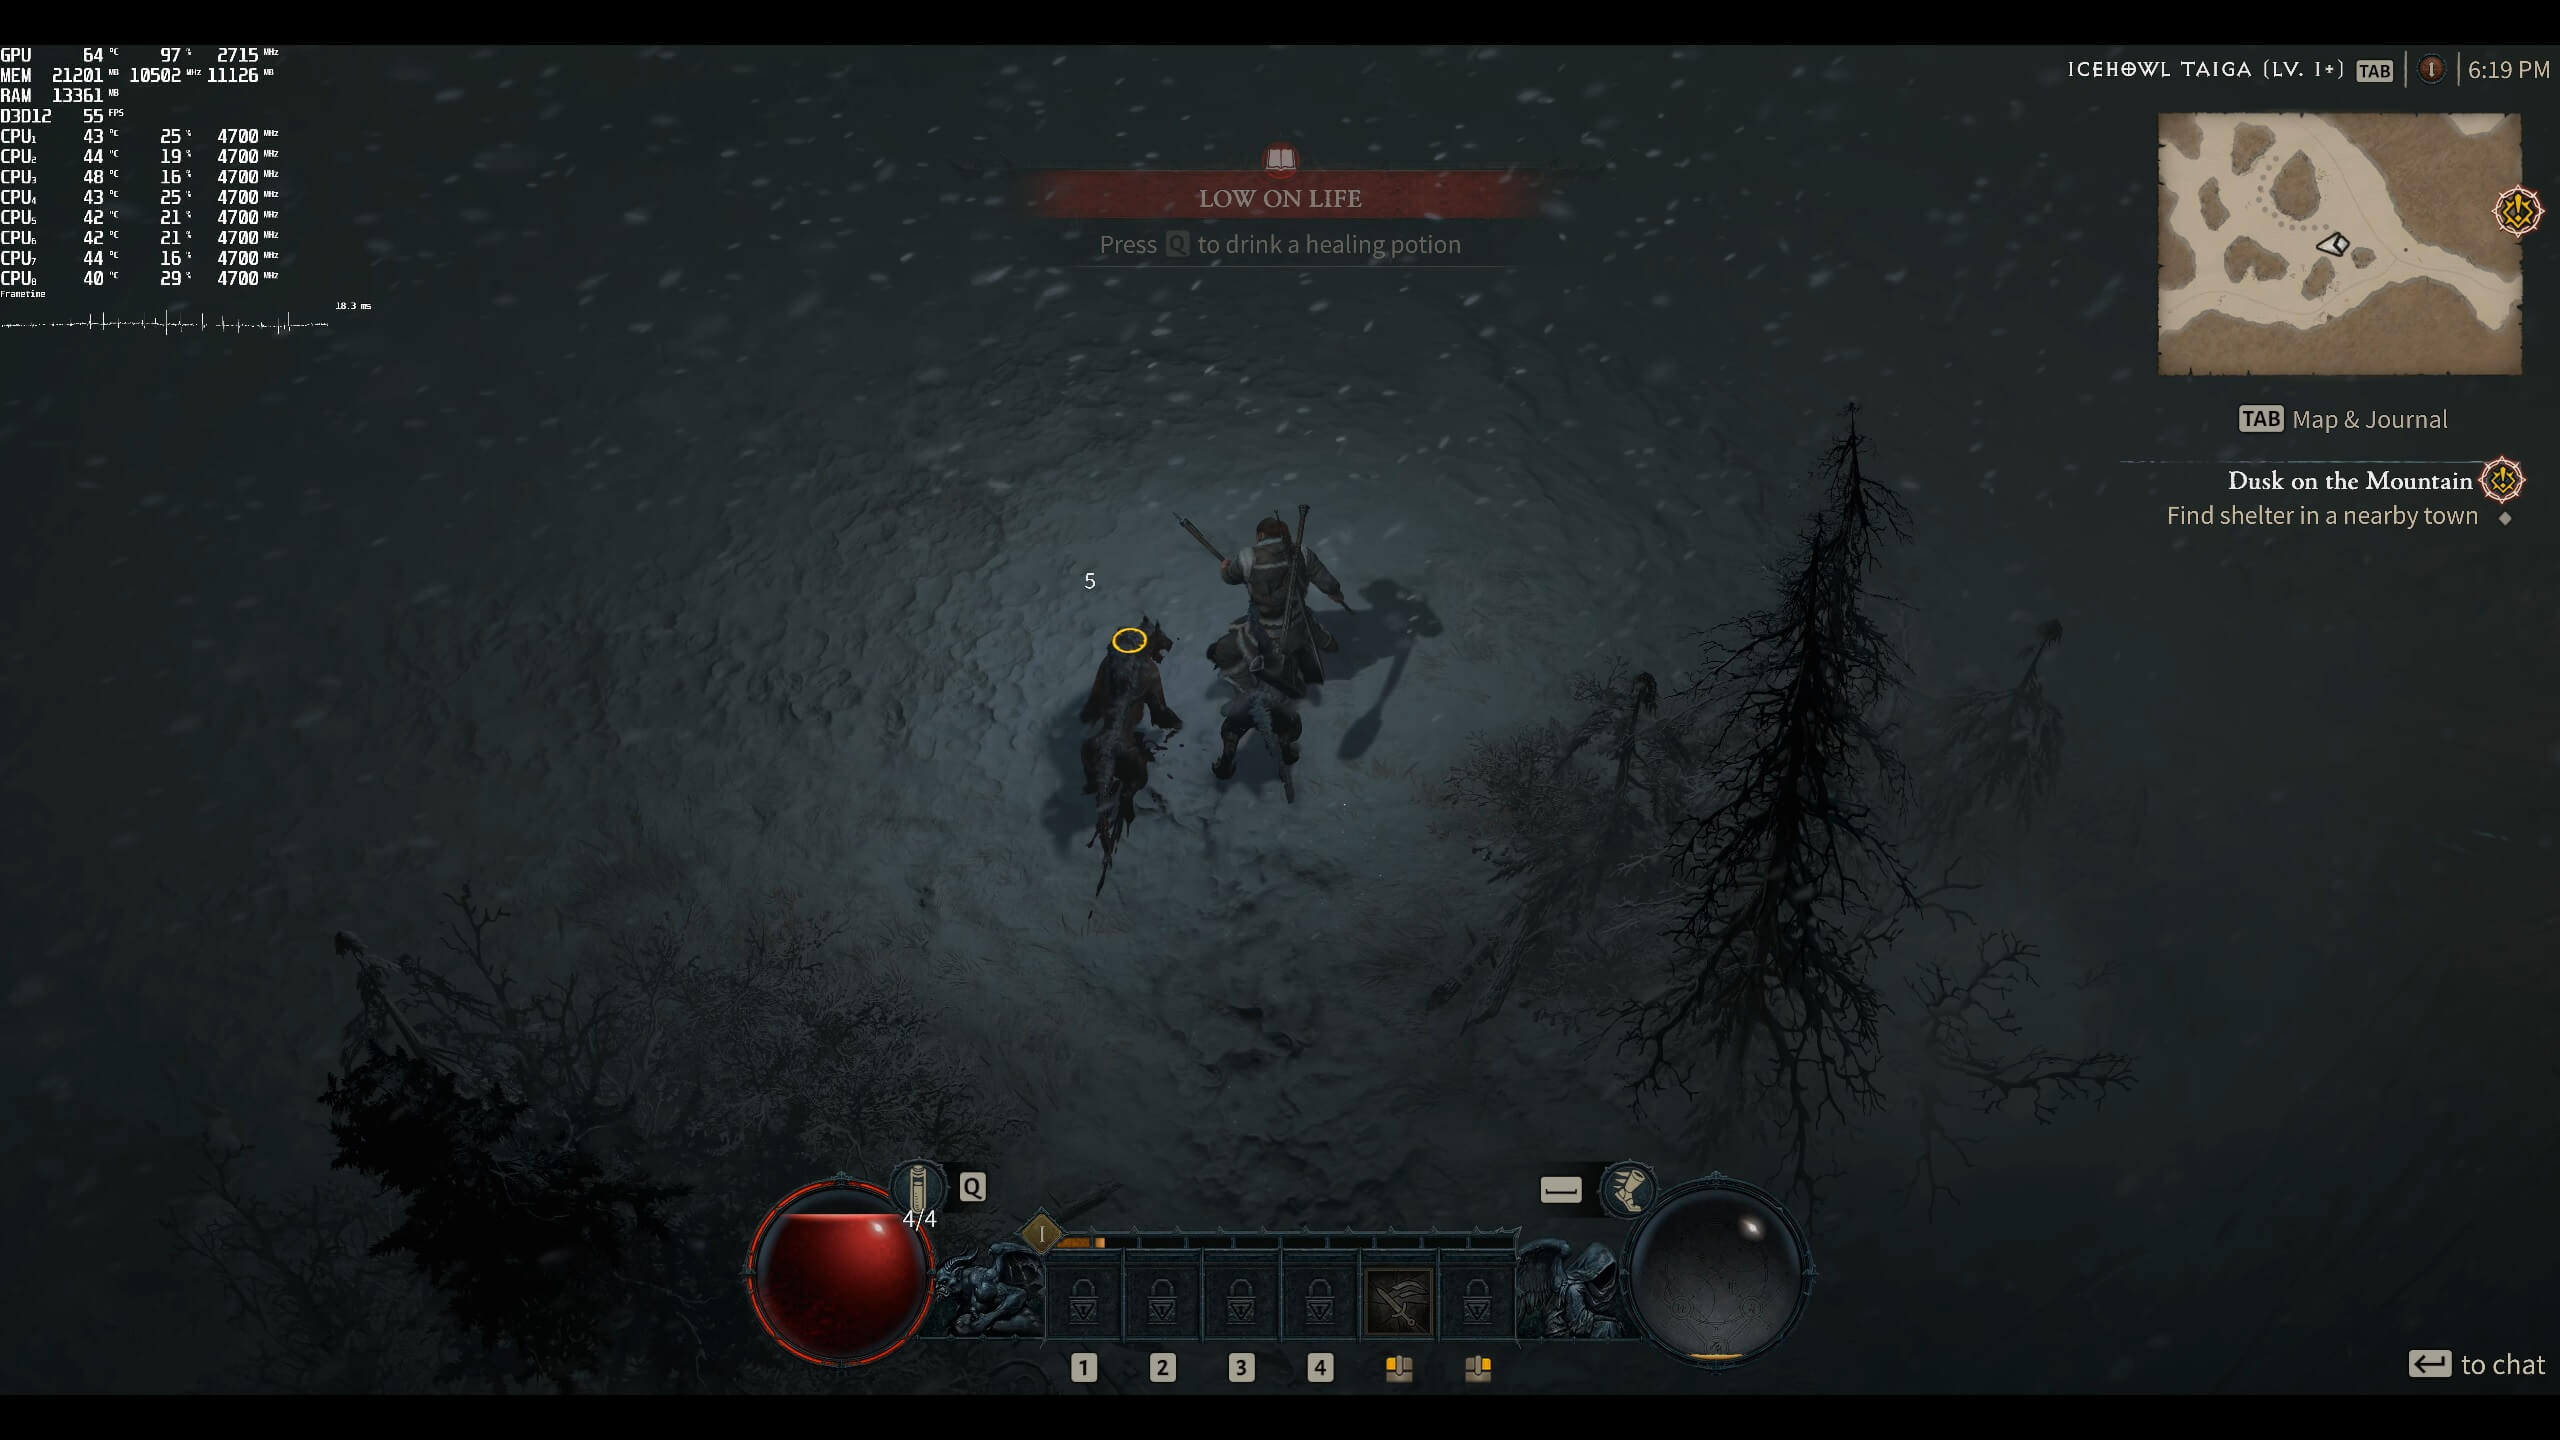 GPU 64 °C 97 % 2715 MHz
MEM 21201 MB 10502 MHz 11126 MB
RAM 13361 MB
D3D12 55 FPS
CPU₁ 43 °C 25 % 4700 MHz
CPU₂ 44 °C 19 % 4700 MHz
CPU₃ 48 °C 16 % 4700 MHz
CPU₄ 43 °C 25 % 4700 MHz
CPU₅ 42 °C 21 % 4700 MHz
CPU₆ 42 °C 21 % 4700 MHz
CPU₇ 44 °C 16 % 4700 MHz
CPU₈ 40 °C 29 % 4700 MHz
Frametime
18.3 ms
ICEHOWL TAIGA (LV. 1+) TAB 6:19 PM
LOW ON LIFE
Press Q to drink a healing potion
TAB Map & Journal
Dusk on the Mountain
Find shelter in a nearby town
5
Q
4/4
I
1 2 3 4
to chat